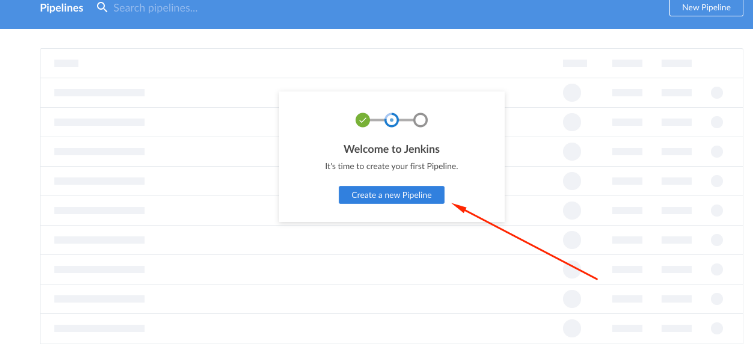 Pipelines
Search pipelines...
New Pipeline
Welcome to Jenkins
It's time to create your first Pipeline.
Create a new Pipeline